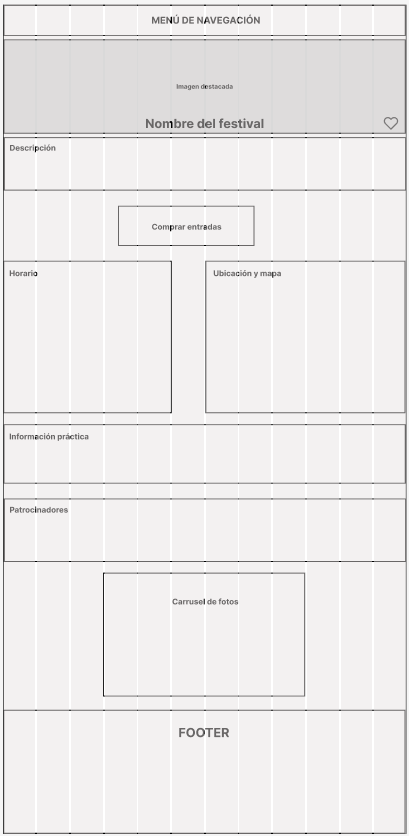 MENÚ DE NAVEGACIÓN
Imagen destacada
Nombre del festival
Descripción
Comprar entradas
Horario
Ubicación y mapa
Información práctica
Patrocinadores
Carrusel de fotos
FOOTER